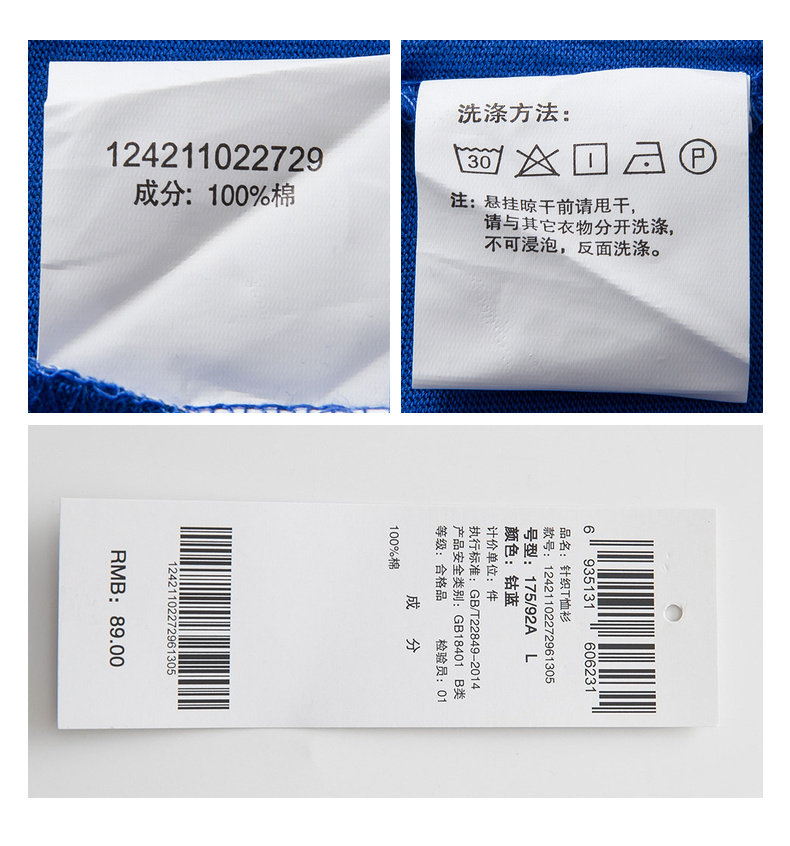 124211022729
成分: 100%棉
洗涤方法:
30
P
注: 悬挂晾干前请甩干,
请与其它衣物分开洗涤,
不可浸泡, 反面洗涤。
6 935131 606231
品名: 针织T恤衫
款号: 12421102272961305
号型: 175/92A L
颜色: 钴蓝
计价单位: 件
执行标准: GB/T22849-2014
产品安全类别: GB18401 B类
等级: 合格品 检验员: 01
成 分
100%棉
12421102272961305
RMB: 89.00